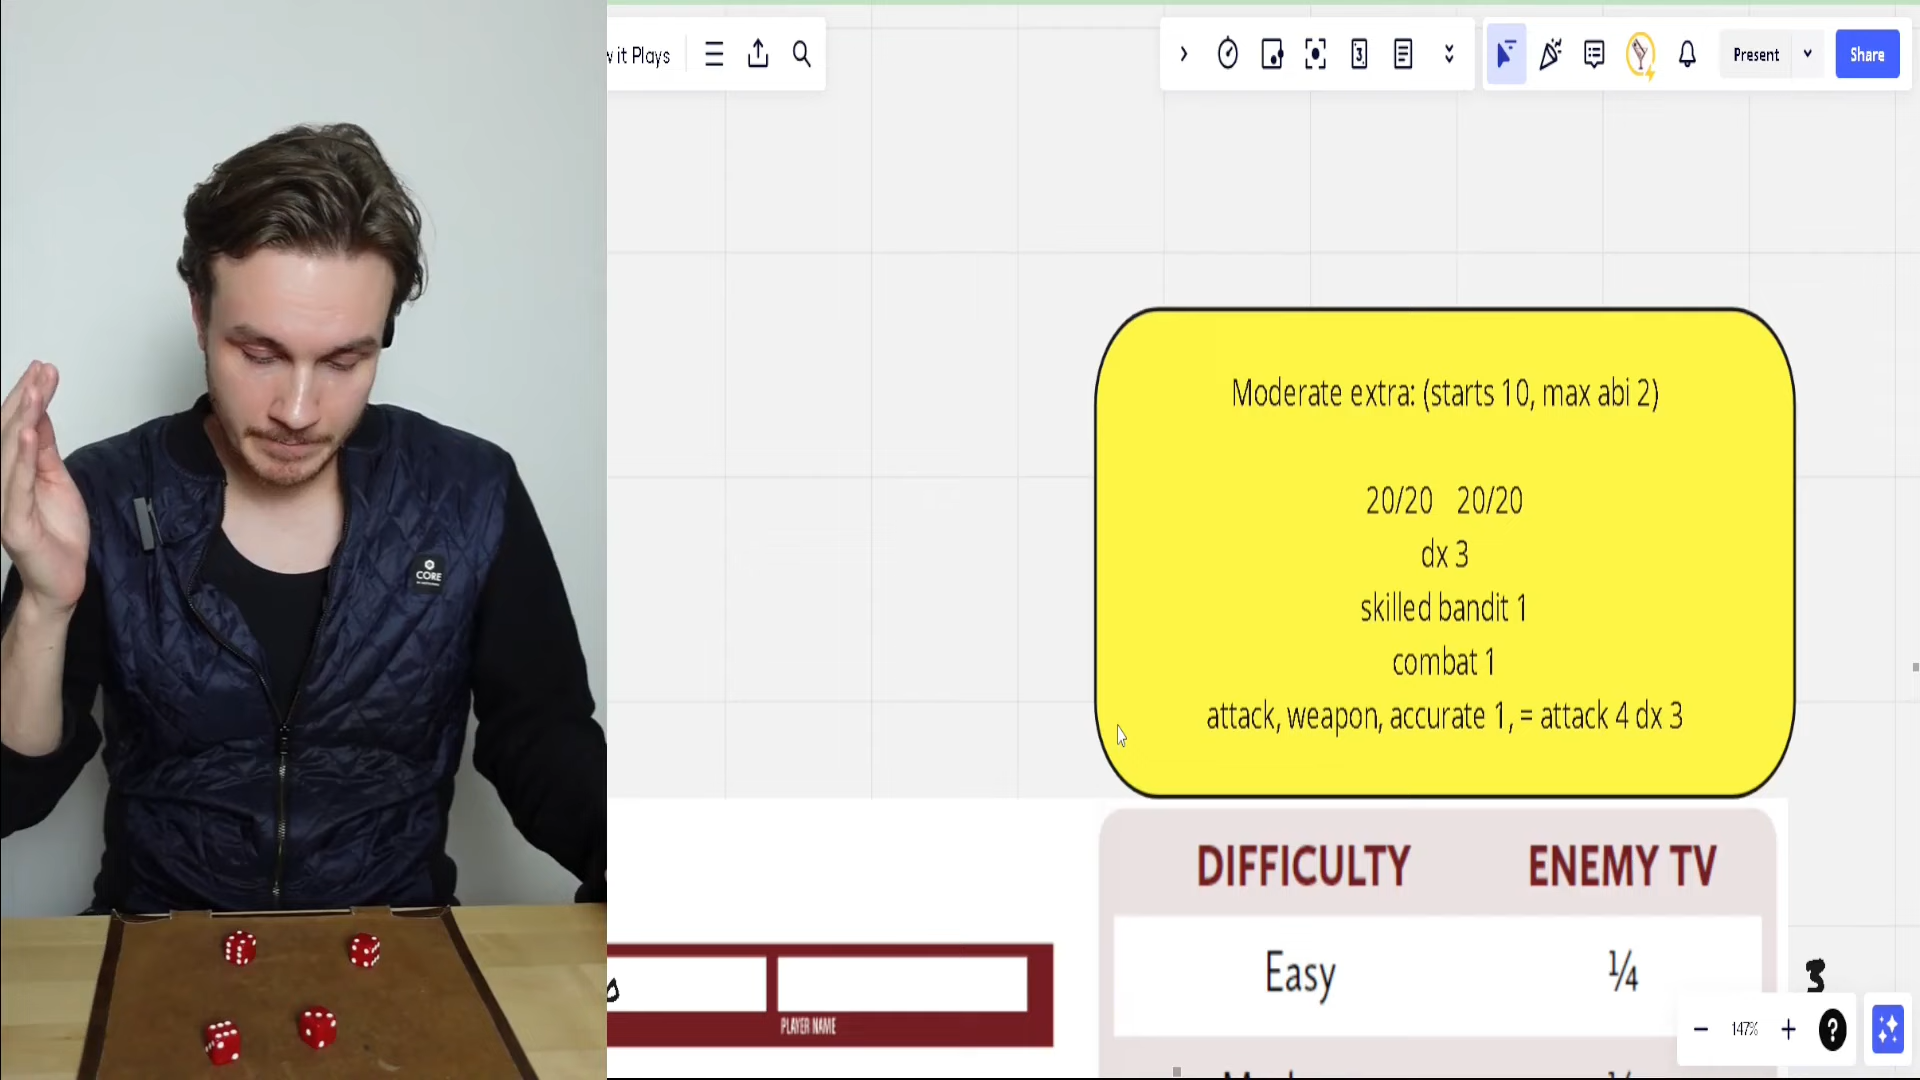 v it Plays
Present
Share
Moderate extra: (starts 10, max abi 2)
20/20 20/20
dx 3
skilled bandit 1
combat 1
attack, weapon, accurate 1, = attack 4 dx 3
CORE
DIFFICULTY ENEMY TV
Easy ¼
3
PLAYER NAME
147%